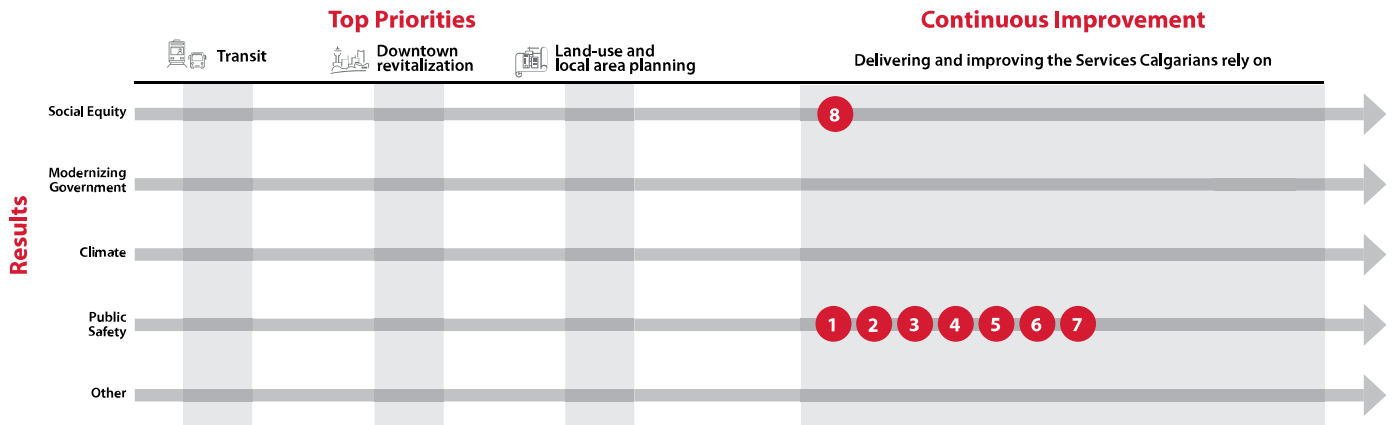 Top Priorities
Continuous Improvement
Transit
Downtown
revitalization
Land-use and
local area planning
Delivering and improving the Services Calgarians rely on
Results
Social Equity
8
Modernizing
Government
Climate
Public
Safety
1 2 3 4 5 6 7
Other